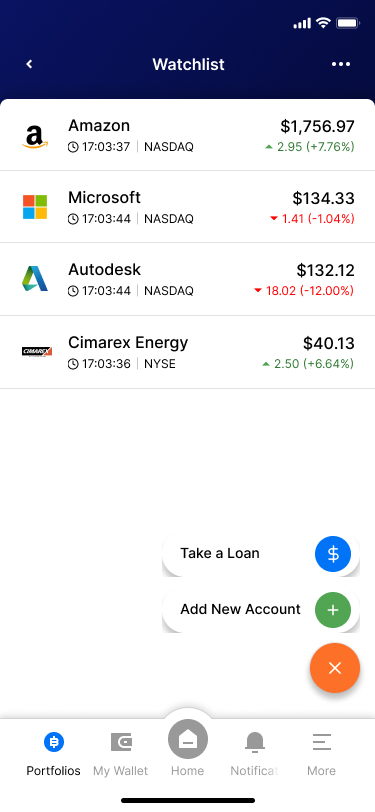 Watchlist
Amazon
$1,756.97
17:03:37 NASDAQ
2.95 (+7.76%)
Microsoft
$134.33
17:03:44 NASDAQ
1.41 (-1.04%)
Autodesk
$132.12
17:03:44 NASDAQ
18.02 (-12.00%)
Cimarex Energy
$40.13
CIMAREX
17:03:36 NYSE
2.50 (+6.64%)
Take a Loan
$
Add New Account
Portfolios
My Wallet
Home
Notificat
More